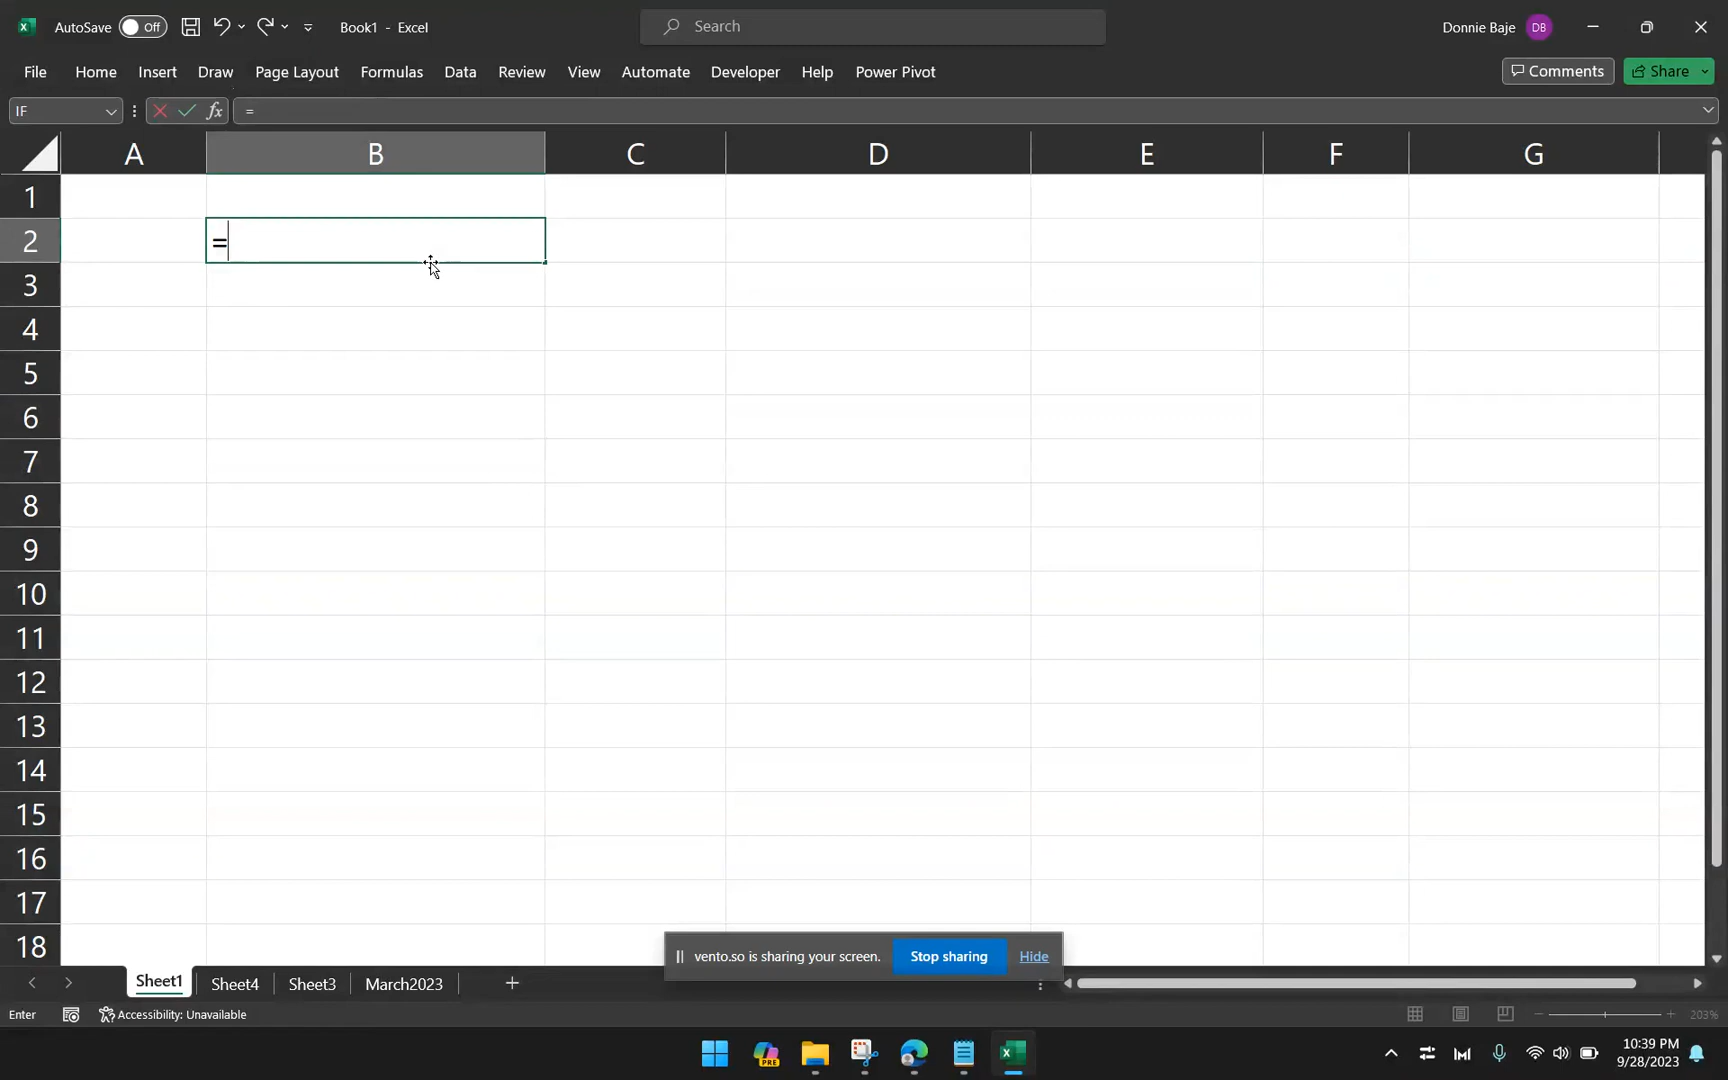 AutoSave Off Book1 - Excel Search Donnie Baje DB
File Home Insert Draw Page Layout Formulas Data Review View Automate Developer Help Power Pivot Comments Share
IF fx =
A B C D E F G
1
2 =
3
4
5
6
7
8
9
10
11
12
13
14
15
16
17
18
vento.so is sharing your screen. Stop sharing Hide
Sheet1 Sheet4 Sheet3 March2023
Enter Accessibility: Unavailable 203%
PRE 10:39 PM
9/28/2023